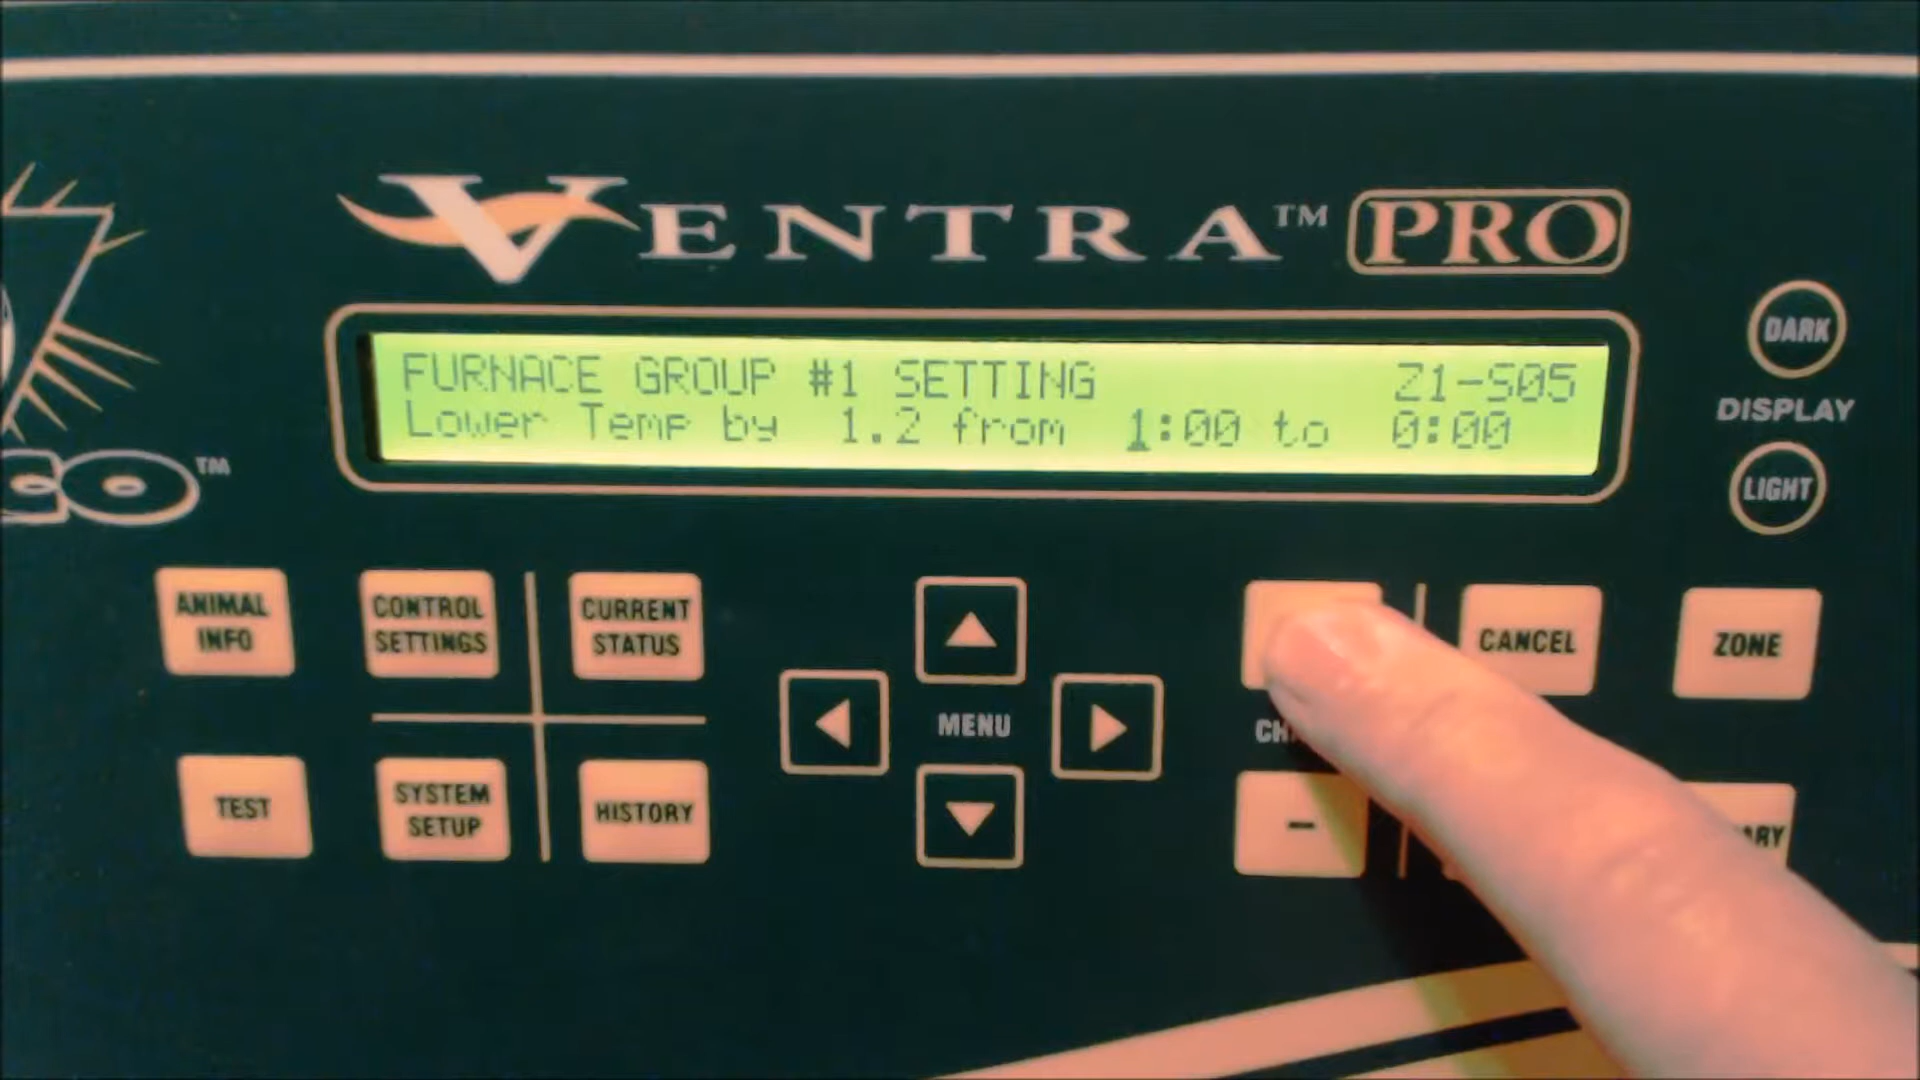 VENTRA™ PRO
FURNACE GROUP #1 SETTING Z1-S05
Lower Temp by 1.2 from 1:00 to 0:00
DARK
DISPLAY
LIGHT
™
ANIMAL
INFO
CONTROL
SETTINGS
CURRENT
STATUS
MENU
CANCEL
ZONE
TEST
SYSTEM
SETUP
HISTORY
-